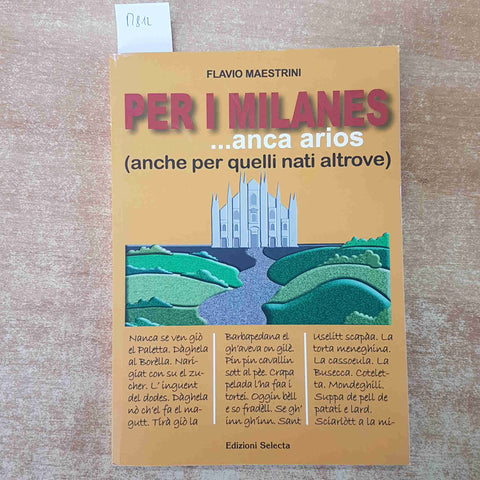 M812
FLAVIO MAESTRINI
PER I MILANES
...anca arios
(anche per quelli nati altrove)
Nanca se ven giò
el Paletta. Dàghela
al Borèlla. Nari-
giat con su el zu-
cher. L'inguent
del dodes. Dàghela
nò ch'el fa el ma-
gutt. Tirà giò la
Barbapedana el
gh'aveva on gilè.
Pin pin cavallin
sott al pèe. Crapa
pelada l'ha faa i
tortei. Oggin bèll
e so fradèll. Se gh'
inn gh'inn. Sant
Uselitt scapàa. La
torta meneghina.
La cassoeula. La
Busecca. Cotelet-
ta. Mondeghili.
Suppa de pell de
patati e lard.
Sciarlòtt a la mi-
Edizioni Selecta